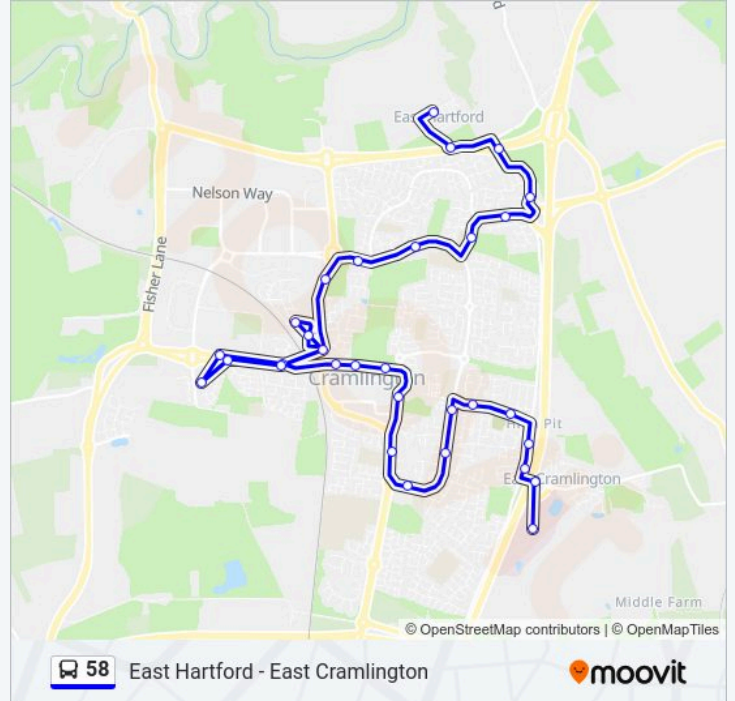 East Hartford
Nelson Way
Fisher Lane
Cramlington
High Pit
East Cramlington
Middle Farm
© OpenStreetMap contributors | © OpenMapTiles
58 East Hartford - East Cramlington
moovit